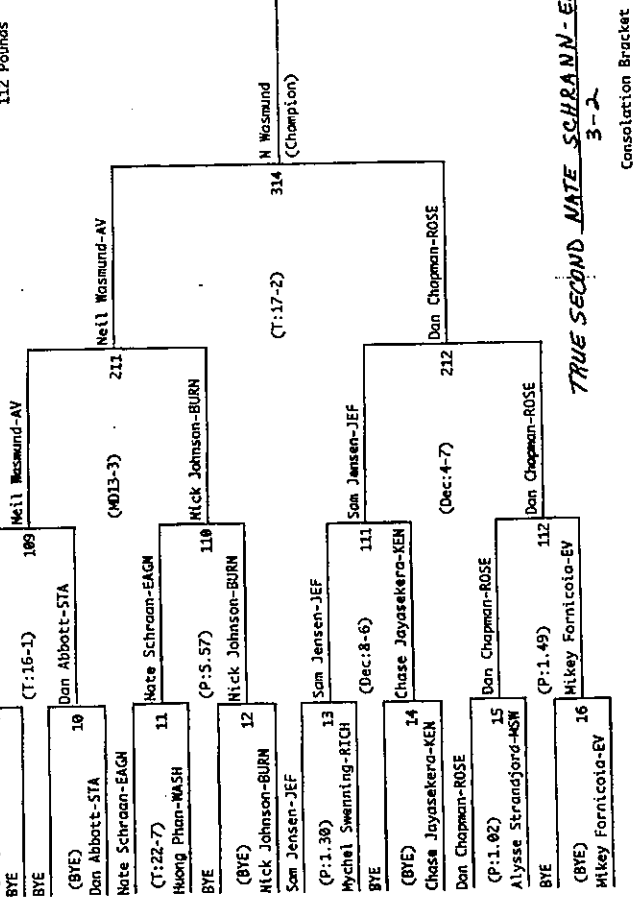 112 Pounds
BYE
BYE
(BYE)
10
Dan Abbott-STA
Nate Schraan-EAGN
(T:22-7)
11
Huong Phan-WASH
BYE
(BYE)
12
Nick Johnson-BURN
Sam Jensen-JEF
(P:1.30)
13
Mychel Swenning-RICH
BYE
(BYE)
14
Chase Jayasekera-KEN
Dan Chapman-ROSE
(P:1.02)
15
Alysse Strandjord-MSW
BYE
(BYE)
16
Mikey Fornicoia-EV
(T:16-1)
109
Dan Abbott-STA
Nate Schraan-EAGN
(P:5.57)
110
Nick Johnson-BURN
Sam Jensen-JEF
(Dec:8-6)
111
Chase Jayasekera-KEN
Dan Chapman-ROSE
(P:1.49)
112
Mikey Fornicoia-EV
Neil Wasmund-AV
(MD13-3)
211
Nick Johnson-BURN
Sam Jensen-JEF
(Dec:4-7)
212
Dan Chapman-ROSE
Neil Wasmund-AV
(T:17-2)
314
Dan Chapman-ROSE
N Wasmund
(Champion)
TRUE SECOND NATE SCHRANN-E
3-2
Consolation Bracket